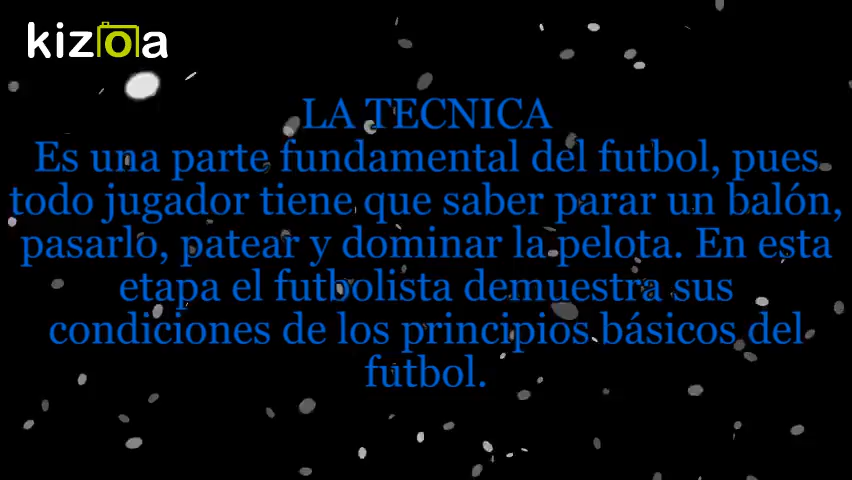 kizoa
LA TECNICA
Es una parte fundamental del futbol, pues
todo jugador tiene que saber parar un balón,
pasarlo, patear y dominar la pelota. En esta
etapa el futbolista demuestra sus
condiciones de los principios básicos del
futbol.